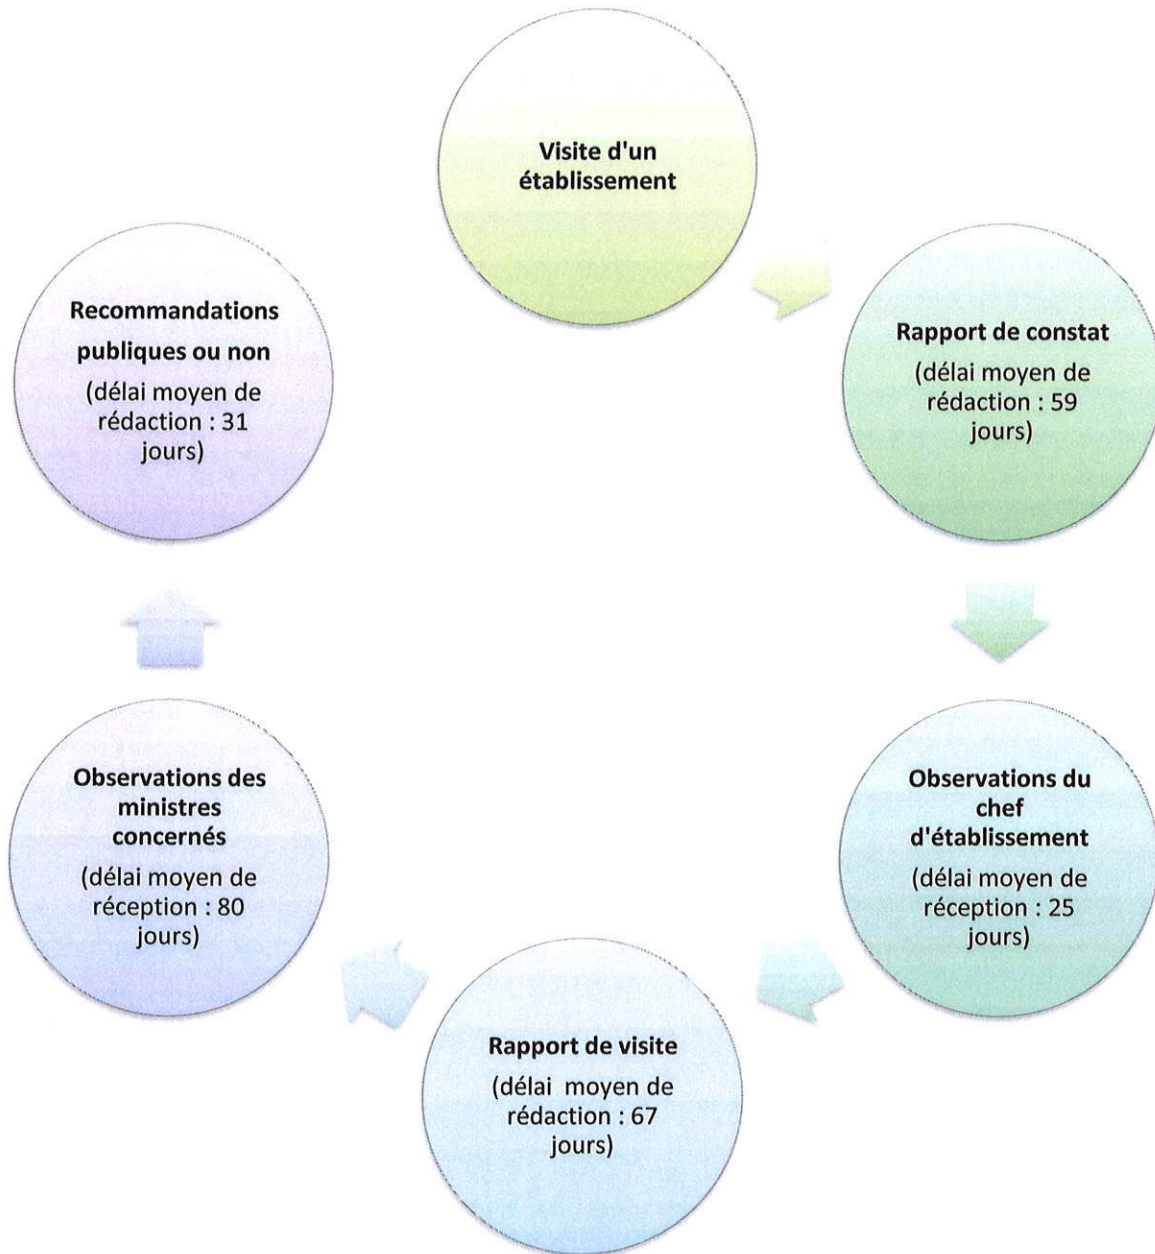 Visite d'un
établissement
Rapport de constat
(délai moyen de
rédaction : 59
jours)
Observations du
chef
d'établissement
(délai moyen de
réception : 25
jours)
Rapport de visite
(délai moyen de
rédaction : 67
jours)
Observations des
ministres
concernés
(délai moyen de
réception : 80
jours)
Recommandations
publiques ou non
(délai moyen de
rédaction : 31
jours)